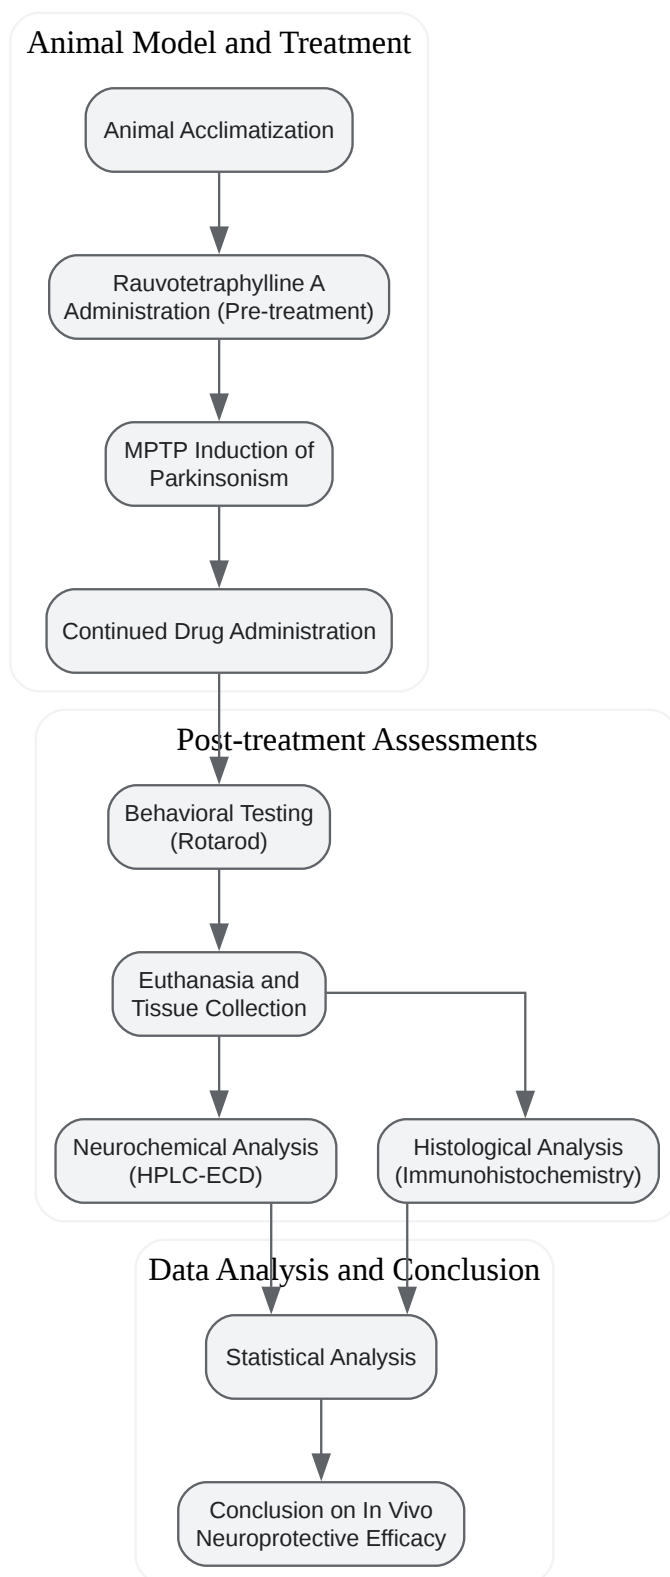 Animal Model and Treatment
Animal Acclimatization
Rauvotetraphylline A
Administration (Pre-treatment)
MPTP Induction of
Parkinsonism
Continued Drug Administration
Post-treatment Assessments
Behavioral Testing
(Rotarod)
Euthanasia and
Tissue Collection
Neurochemical Analysis
(HPLC-ECD)
Histological Analysis
(Immunohistochemistry)
Data Analysis and Conclusion
Statistical Analysis
Conclusion on In Vivo
Neuroprotective Efficacy